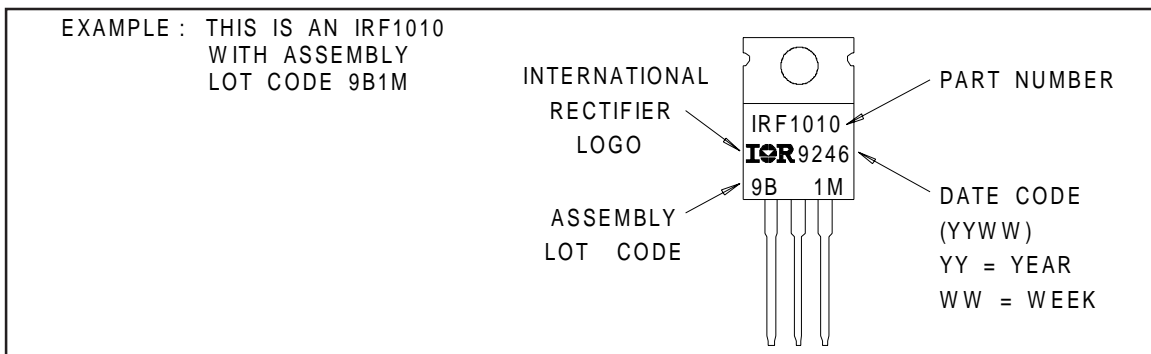 EXAMPLE : THIS IS AN IRF1010
WITH ASSEMBLY
LOT CODE 9B1M
INTERNATIONAL
RECTIFIER
LOGO
ASSEMBLY
LOT CODE
IRF1010
IOR 9246
9B 1M
PART NUMBER
DATE CODE
(YYWW)
YY = YEAR
WW = WEEK